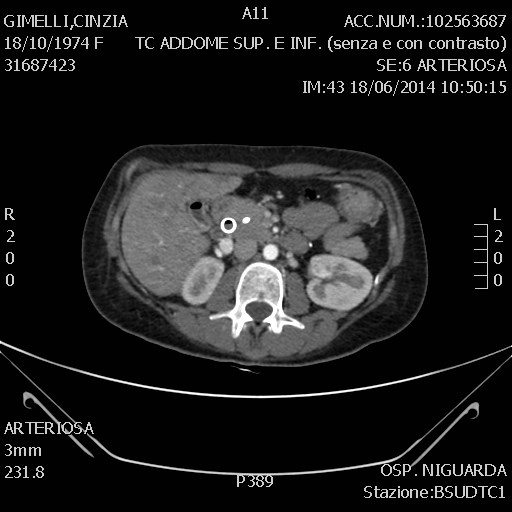 GIMELLI,CINZIA
18/10/1974 F
31687423
A11
ACC.NUM.:102563687
TC ADDOME SUP. E INF. (senza e con contrasto)
SE:6 ARTERIOSA
IM:43 18/06/2014 10:50:15
R
2
0
0
L
2
0
0
ARTERIOSA
3mm
231.8
P389
OSP. NIGUARDA
Stazione:BSUDTC1